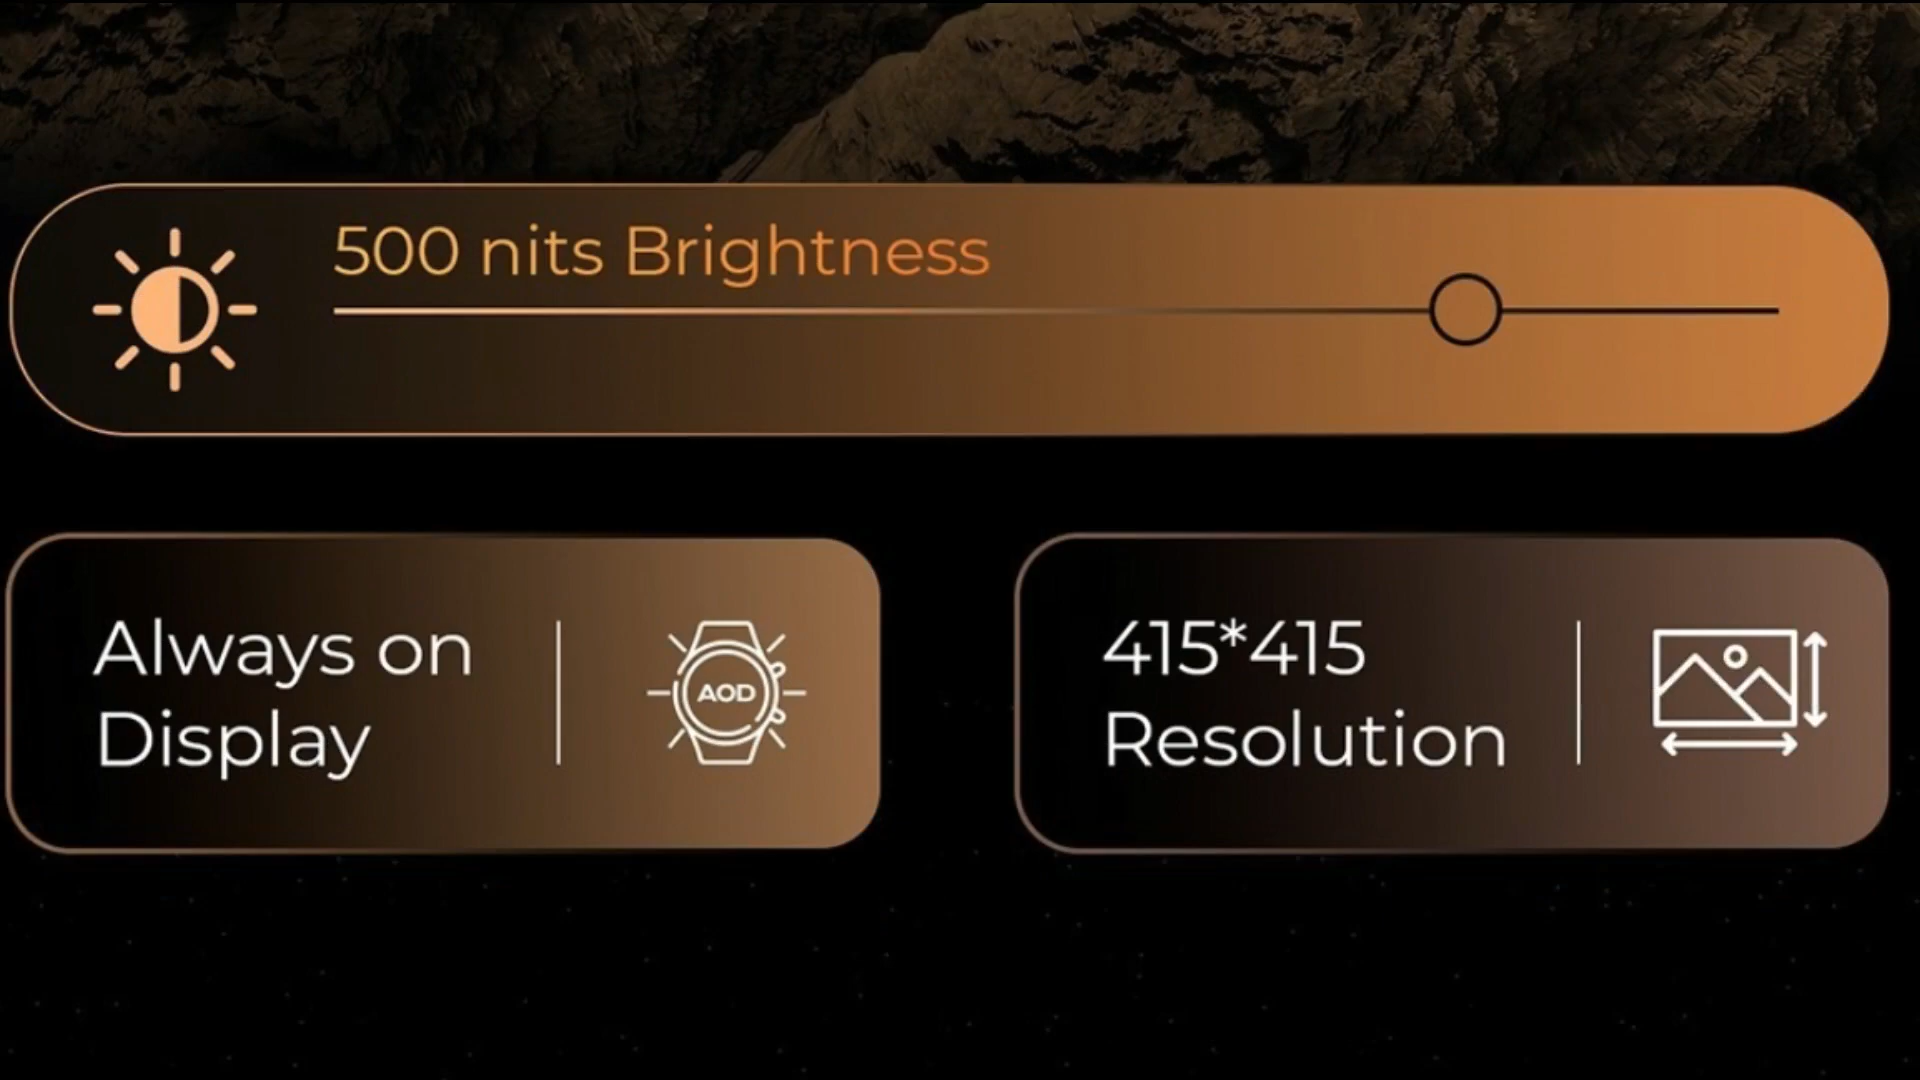 500 nits Brightness
Always on
Display
AOD
415*415
Resolution